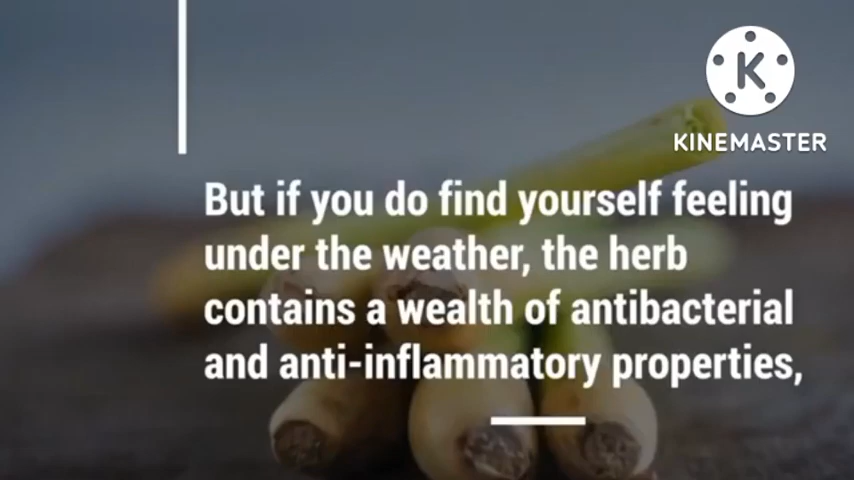 KINEMASTER
But if you do find yourself feeling
under the weather, the herb
contains a wealth of antibacterial
and anti-inflammatory properties,